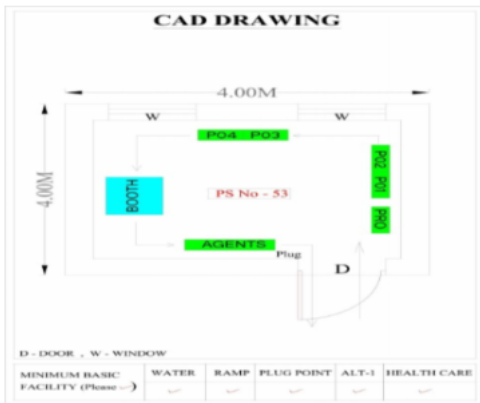 CAD DRAWING
4.00M
W
W
PO4 PO3
PO2 PO1
4.00M
BOOTH
PS No - 53
PRO
AGENTS
Plug
D
D - DOOR , W - WINDOW
MINIMUM BASIC FACILITY (Please ✓) WATER RAMP PLUG POINT ALT-1 HEALTH CARE
✓ ✓ ✓ ✓ ✓